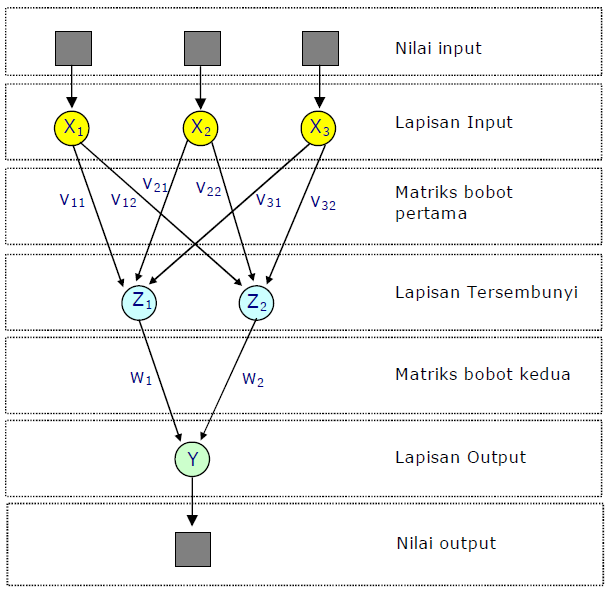 Nilai input
X1 X2 X3 Lapisan Input
V11 V12 V21 V22 V31 V32 Matriks bobot
pertama
Z1 Z2 Lapisan Tersembunyi
W1 W2 Matriks bobot kedua
Y Lapisan Output
Nilai output